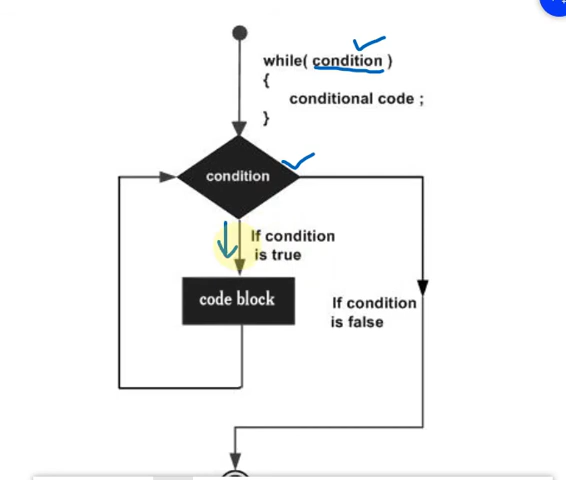 while( condition )
{
conditional code ;
}
condition
If condition
is true
code block
If condition
is false